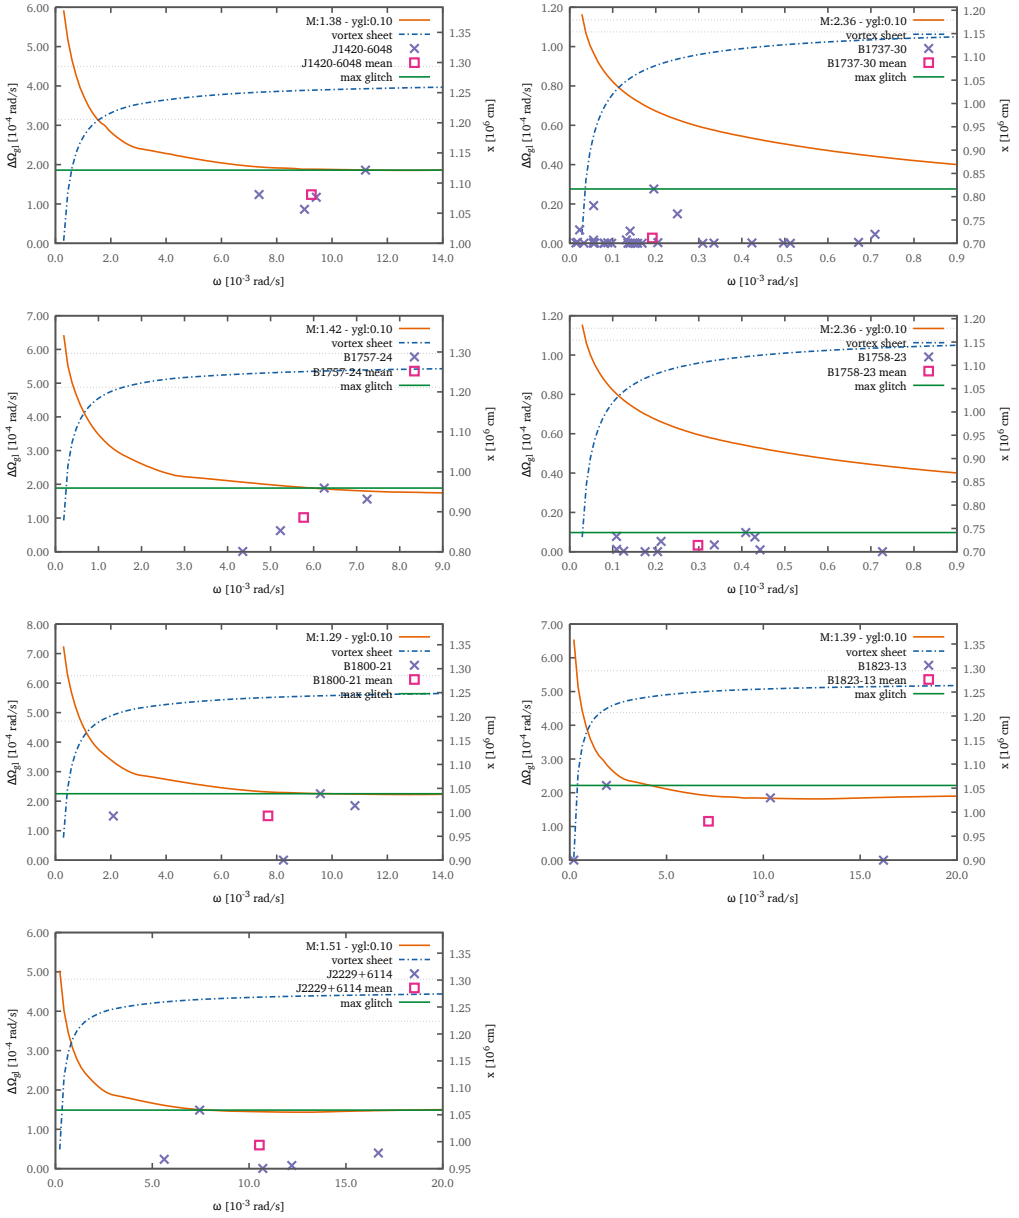 6.00
5.00
4.00
3.00
2.00
1.00
0.00
ΔΩgl [10-4 rad/s]
M:1.38 - ygl:0.10
vortex sheet
J1420-6048
J1420-6048 mean
max glitch
1.35
1.30
1.25
1.20
1.15
1.10
1.05
1.00
x [106 cm]
0.0 2.0 4.0 6.0 8.0 10.0 12.0 14.0
ω [10-3 rad/s]
1.20
1.00
0.80
0.60
0.40
0.20
0.00
ΔΩgl [10-4 rad/s]
M:2.36 - ygl:0.10
vortex sheet
B1737-30
B1737-30 mean
max glitch
1.20
1.15
1.10
1.05
1.00
0.95
0.90
0.85
0.80
0.75
0.70
x [106 cm]
0.0 0.1 0.2 0.3 0.4 0.5 0.6 0.7 0.8 0.9
ω [10-3 rad/s]
7.00
6.00
5.00
4.00
3.00
2.00
1.00
0.00
ΔΩgl [10-4 rad/s]
M:1.42 - ygl:0.10
vortex sheet
B1757-24
B1757-24 mean
max glitch
1.30
1.20
1.10
1.00
0.90
0.80
x [106 cm]
0.0 1.0 2.0 3.0 4.0 5.0 6.0 7.0 8.0 9.0
ω [10-3 rad/s]
1.20
1.00
0.80
0.60
0.40
0.20
0.00
ΔΩgl [10-4 rad/s]
M:2.36 - ygl:0.10
vortex sheet
B1758-23
B1758-23 mean
max glitch
1.20
1.15
1.10
1.05
1.00
0.95
0.90
0.85
0.80
0.75
0.70
x [106 cm]
0.0 0.1 0.2 0.3 0.4 0.5 0.6 0.7 0.8 0.9
ω [10-3 rad/s]
8.00
7.00
6.00
5.00
4.00
3.00
2.00
1.00
0.00
ΔΩgl [10-4 rad/s]
M:1.29 - ygl:0.10
vortex sheet
B1800-21
B1800-21 mean
max glitch
1.35
1.30
1.25
1.20
1.15
1.10
1.05
1.00
0.95
0.90
x [106 cm]
0.0 2.0 4.0 6.0 8.0 10.0 12.0 14.0
ω [10-3 rad/s]
7.00
6.00
5.00
4.00
3.00
2.00
1.00
0.00
ΔΩgl [10-4 rad/s]
M:1.39 - ygl:0.10
vortex sheet
B1823-13
B1823-13 mean
max glitch
1.35
1.30
1.25
1.20
1.15
1.10
1.05
1.00
0.95
0.90
x [106 cm]
0.0 5.0 10.0 15.0 20.0
ω [10-3 rad/s]
6.00
5.00
4.00
3.00
2.00
1.00
0.00
ΔΩgl [10-4 rad/s]
M:1.51 - ygl:0.10
vortex sheet
J2229+6114
J2229+6114 mean
max glitch
1.35
1.30
1.25
1.20
1.15
1.10
1.05
1.00
0.95
x [106 cm]
0.0 5.0 10.0 15.0 20.0
ω [10-3 rad/s]